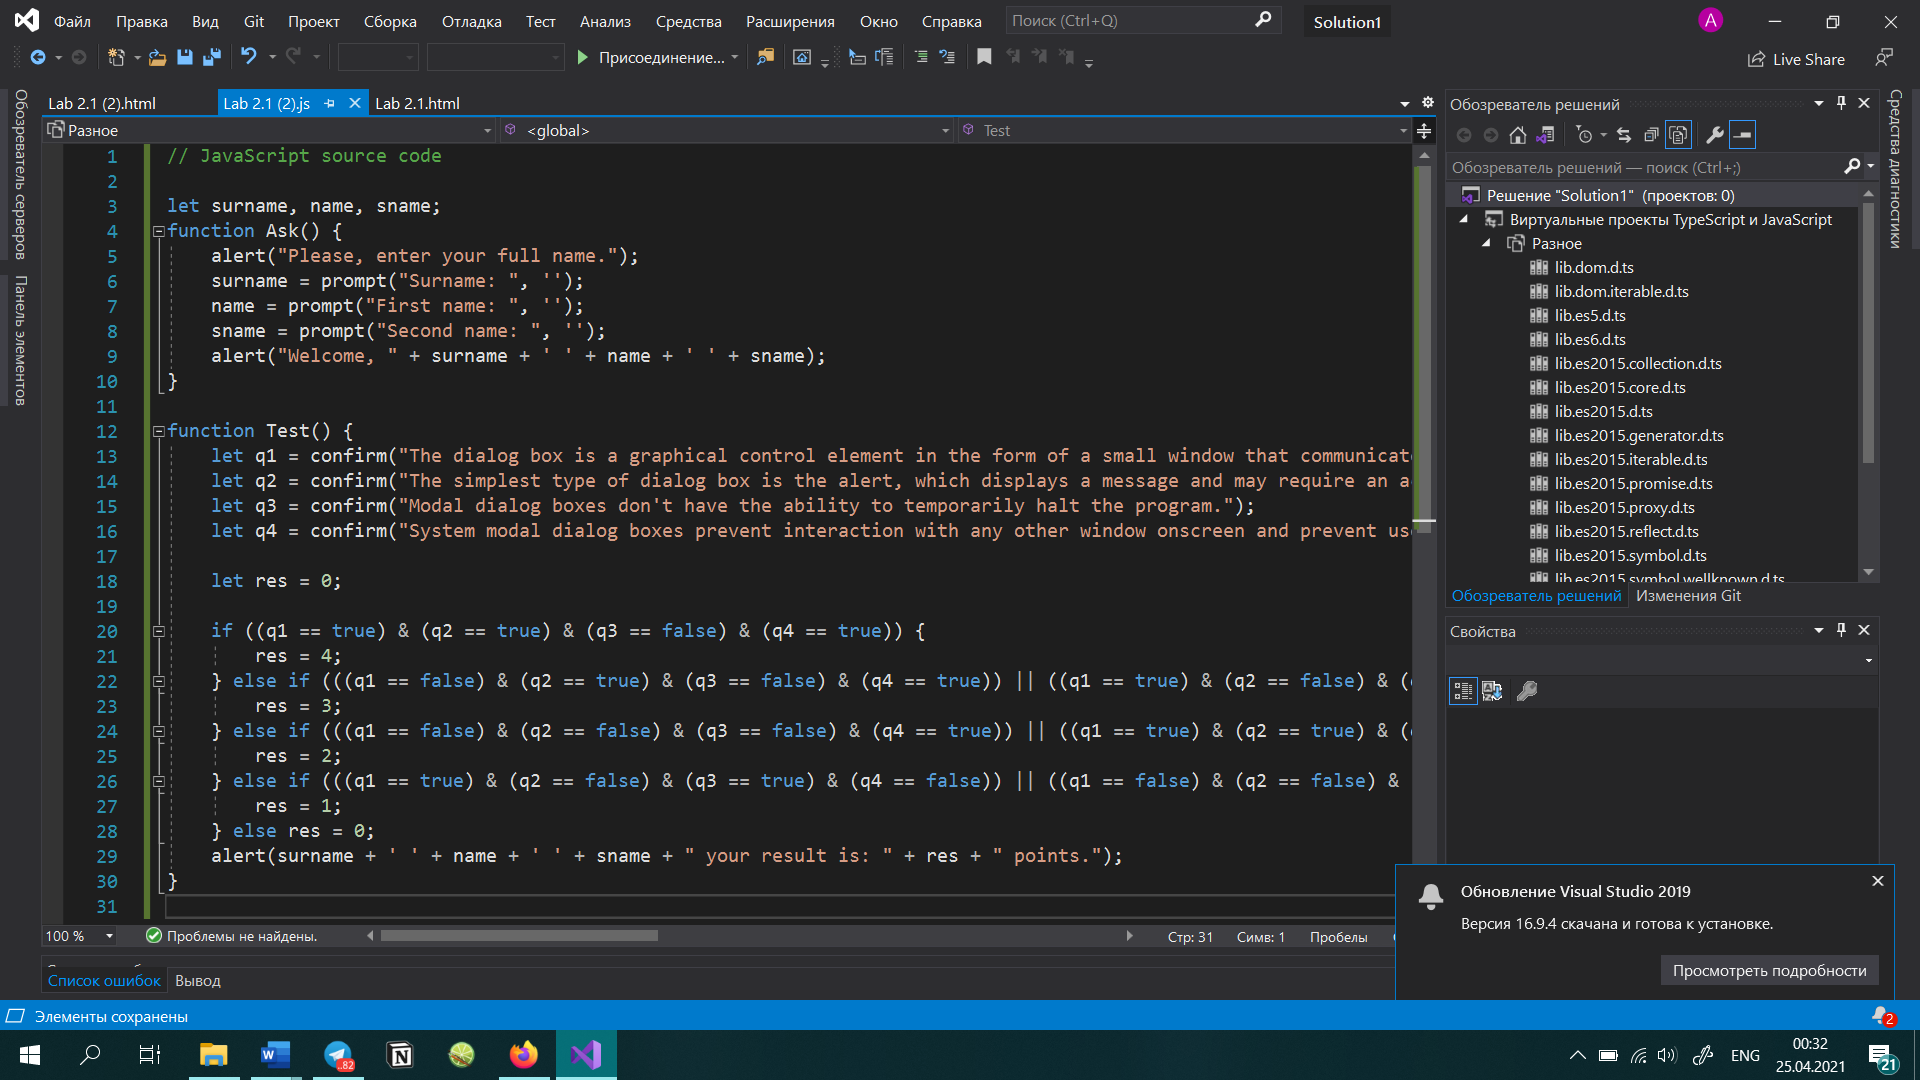 Файл Правка Вид Git Проект Сборка Отладка Тест Анализ Средства Расширения Окно Справка Поиск (Ctrl+Q) Solution1 A
Присоединение... Live Share
Обозреватель серверов
Панель элементов
Lab 2.1 (2).html Lab 2.1 (2).js Lab 2.1.html
Разное <global> Test
1 // JavaScript source code
2
3 let surname, name, sname;
4 function Ask() {
5 alert("Please, enter your full name.");
6 surname = prompt("Surname: ", '');
7 name = prompt("First name: ", '');
8 sname = prompt("Second name: ", '');
9 alert("Welcome, " + surname + ' ' + name + ' ' + sname);
10 }
11
12 function Test() {
13 let q1 = confirm("The dialog box is a graphical control element in the form of a small window that communicat
14 let q2 = confirm("The simplest type of dialog box is the alert, which displays a message and may require an a
15 let q3 = confirm("Modal dialog boxes don't have the ability to temporarily halt the program.");
16 let q4 = confirm("System modal dialog boxes prevent interaction with any other window onscreen and prevent us
17
18 let res = 0;
19
20 if ((q1 == true) & (q2 == true) & (q3 == false) & (q4 == true)) {
21 res = 4;
22 } else if (((q1 == false) & (q2 == true) & (q3 == false) & (q4 == true)) || ((q1 == true) & (q2 == false) & (
23 res = 3;
24 } else if (((q1 == false) & (q2 == false) & (q3 == false) & (q4 == true)) || ((q1 == true) & (q2 == true) & (
25 res = 2;
26 } else if (((q1 == true) & (q2 == false) & (q3 == true) & (q4 == false)) || ((q1 == false) & (q2 == false) &
27 res = 1;
28 } else res = 0;
29 alert(surname + ' ' + name + ' ' + sname + " your result is: " + res + " points.");
30 }
31
100 % Проблемы не найдены. Стр: 31 Симв: 1 Пробелы
Список ошибок Вывод
Обозреватель решений
Обозреватель решений — поиск (Ctrl+;)
Решение "Solution1" (проектов: 0)
Виртуальные проекты TypeScript и JavaScript
Разное
lib.dom.d.ts
lib.dom.iterable.d.ts
lib.es5.d.ts
lib.es6.d.ts
lib.es2015.collection.d.ts
lib.es2015.core.d.ts
lib.es2015.d.ts
lib.es2015.generator.d.ts
lib.es2015.iterable.d.ts
lib.es2015.promise.d.ts
lib.es2015.proxy.d.ts
lib.es2015.reflect.d.ts
lib.es2015.symbol.d.ts
lib.es2015.symbol.wellknown.d.ts
Обозреватель решений Изменения Git
Свойства
Средства диагностики
Обновление Visual Studio 2019
Версия 16.9.4 скачана и готова к установке.
Просмотреть подробности
Элементы сохранены 2
82 ENG 00:32
25.04.2021 21